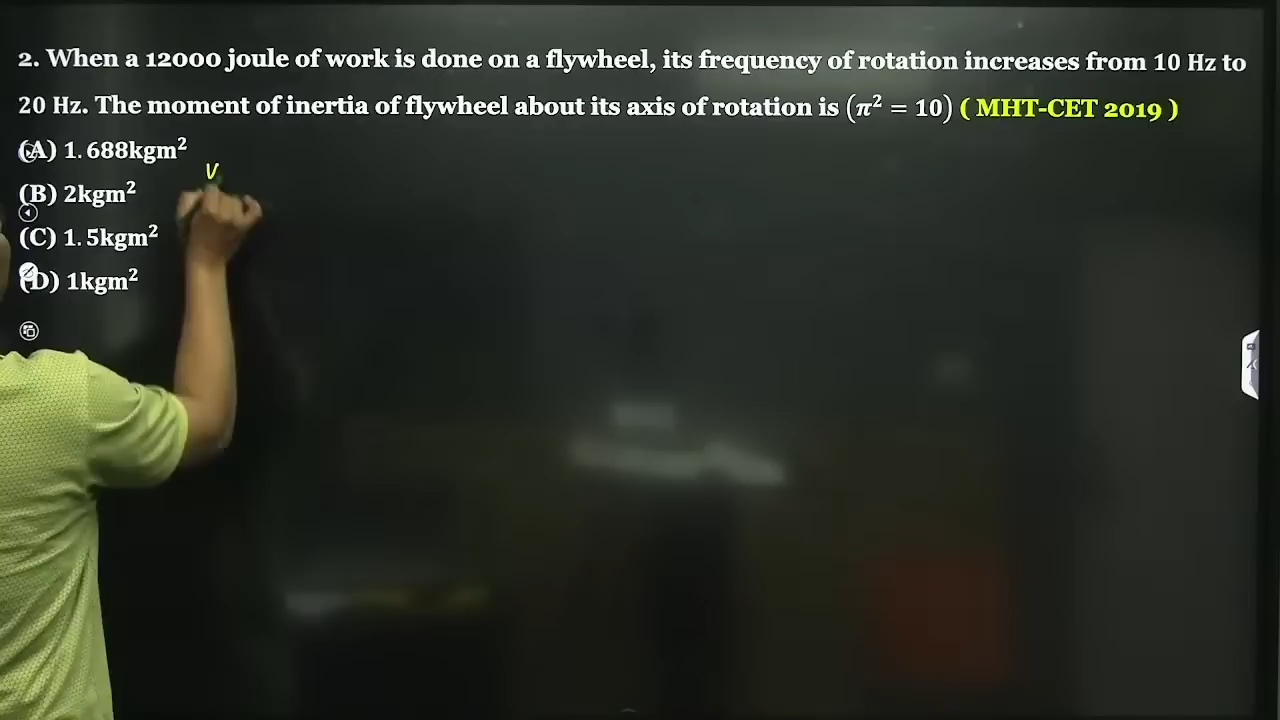 2. When a 12000 joule of work is done on a flywheel, its frequency of rotation increases from 10 Hz to
20 Hz. The moment of inertia of flywheel about its axis of rotation is (π² = 10) ( MHT-CET 2019 )
(A) 1.688kgm²
(B) 2kgm²
(C) 1.5kgm²
(D) 1kgm²